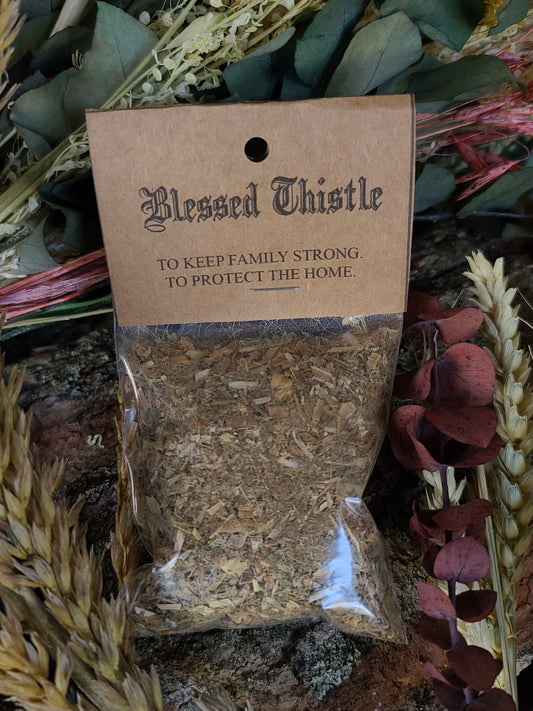 Blessed Thistle
TO KEEP FAMILY STRONG.
TO PROTECT THE HOME.